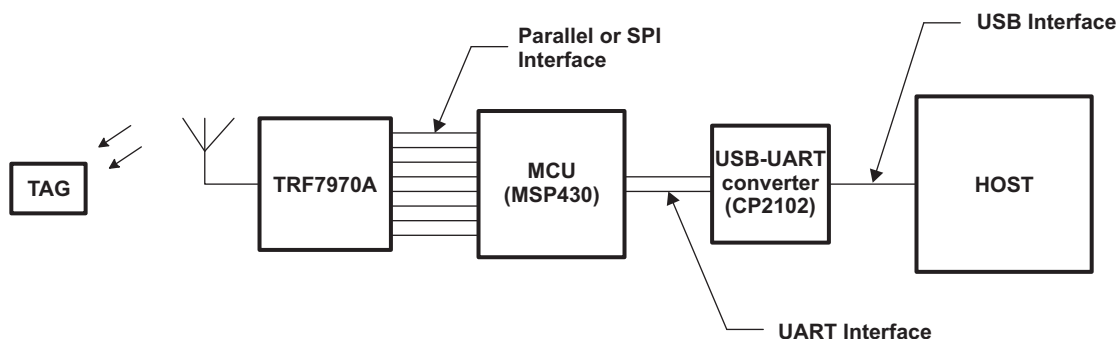 Parallel or SPI
Interface
USB Interface
TAG
TRF7970A
MCU
(MSP430)
USB-UART
converter
(CP2102)
HOST
UART Interface